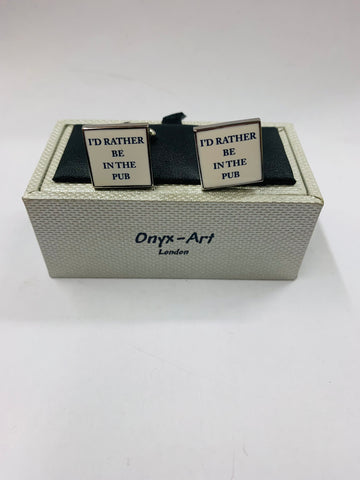 I'D RATHER
BE
IN THE
PUB
I'D RATHER
BE
IN THE
PUB
Onyx-Art
London